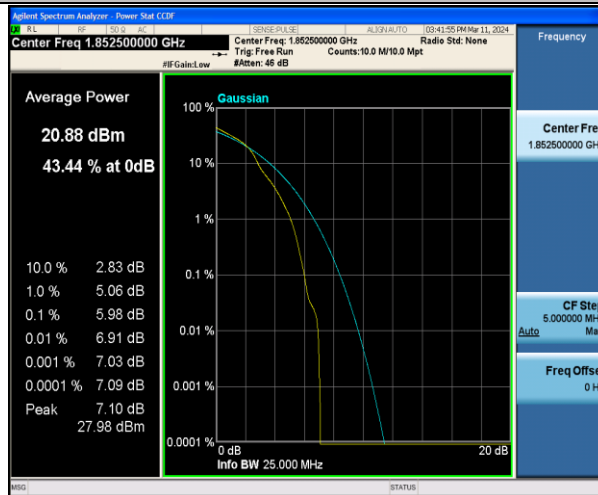 Agilent Spectrum Analyzer - Power Stat CCDF
RL RF 50 Ω AC SENSE:PULSE ALIGNAUTO 03:41:55 PM Mar 11, 2024
Center Freq 1.852500000 GHz
Center Freq: 1.852500000 GHz
Radio Std: None
Trig: Free Run
Counts:10.0 M/10.0 Mpt
#IFGain:Low
#Atten: 46 dB
Frequency
Average Power
20.88 dBm
43.44 % at 0dB
10.0 % 2.83 dB
1.0 % 5.06 dB
0.1 % 5.98 dB
0.01 % 6.91 dB
0.001 % 7.03 dB
0.0001 % 7.09 dB
Peak 7.10 dB
27.98 dBm
Gaussian
100 %
10 %
1 %
0.1 %
0.01 %
0.001 %
0.0001 %
0 dB
20 dB
Info BW 25.000 MHz
Center Fre
1.852500000 GH
CF Ste
5.000000 MH
Auto Ma
Freq Offse
0 H
MSG
STATUS